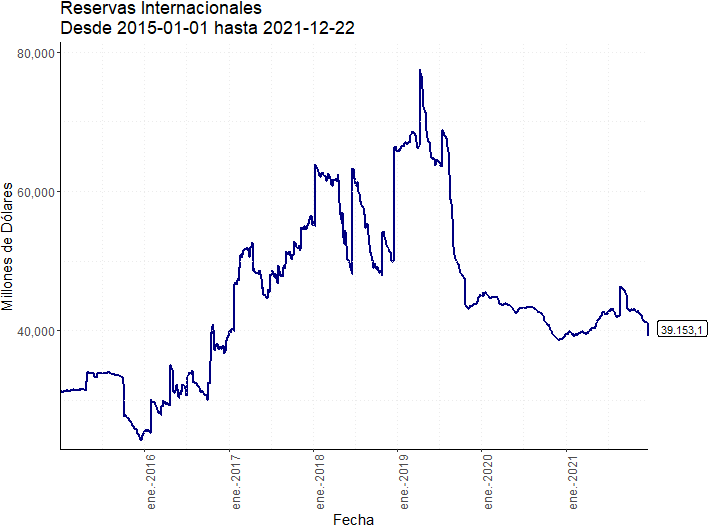 Reservas Internacionales
Desde 2015-01-01 hasta 2021-12-22
80,000
60,000
40,000
Millones de Dólares
39.153,1
ene.-2016
ene.-2017
ene.-2018
ene.-2019
ene.-2020
ene.-2021
Fecha